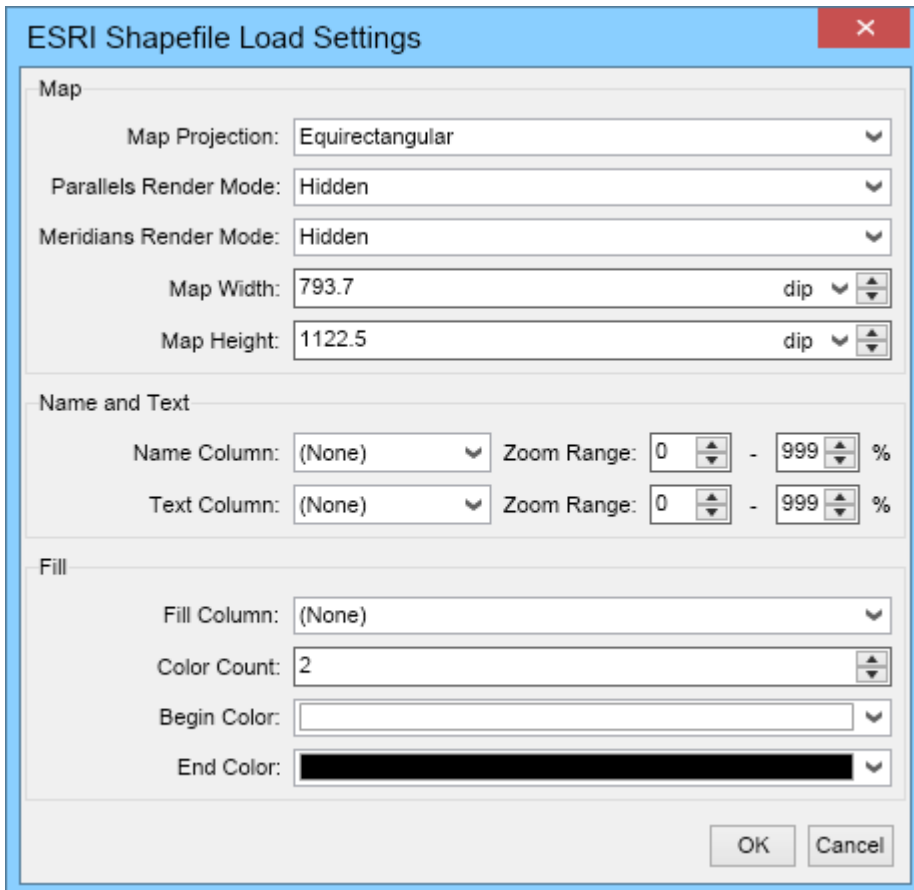 ESRI Shapefile Load Settings
Map
Map Projection: Equirectangular
Parallels Render Mode: Hidden
Meridians Render Mode: Hidden
Map Width: 793.7 dip
Map Height: 1122.5 dip
Name and Text
Name Column: (None) Zoom Range: 0 - 999 %
Text Column: (None) Zoom Range: 0 - 999 %
Fill
Fill Column: (None)
Color Count: 2
Begin Color:
End Color:
OK Cancel